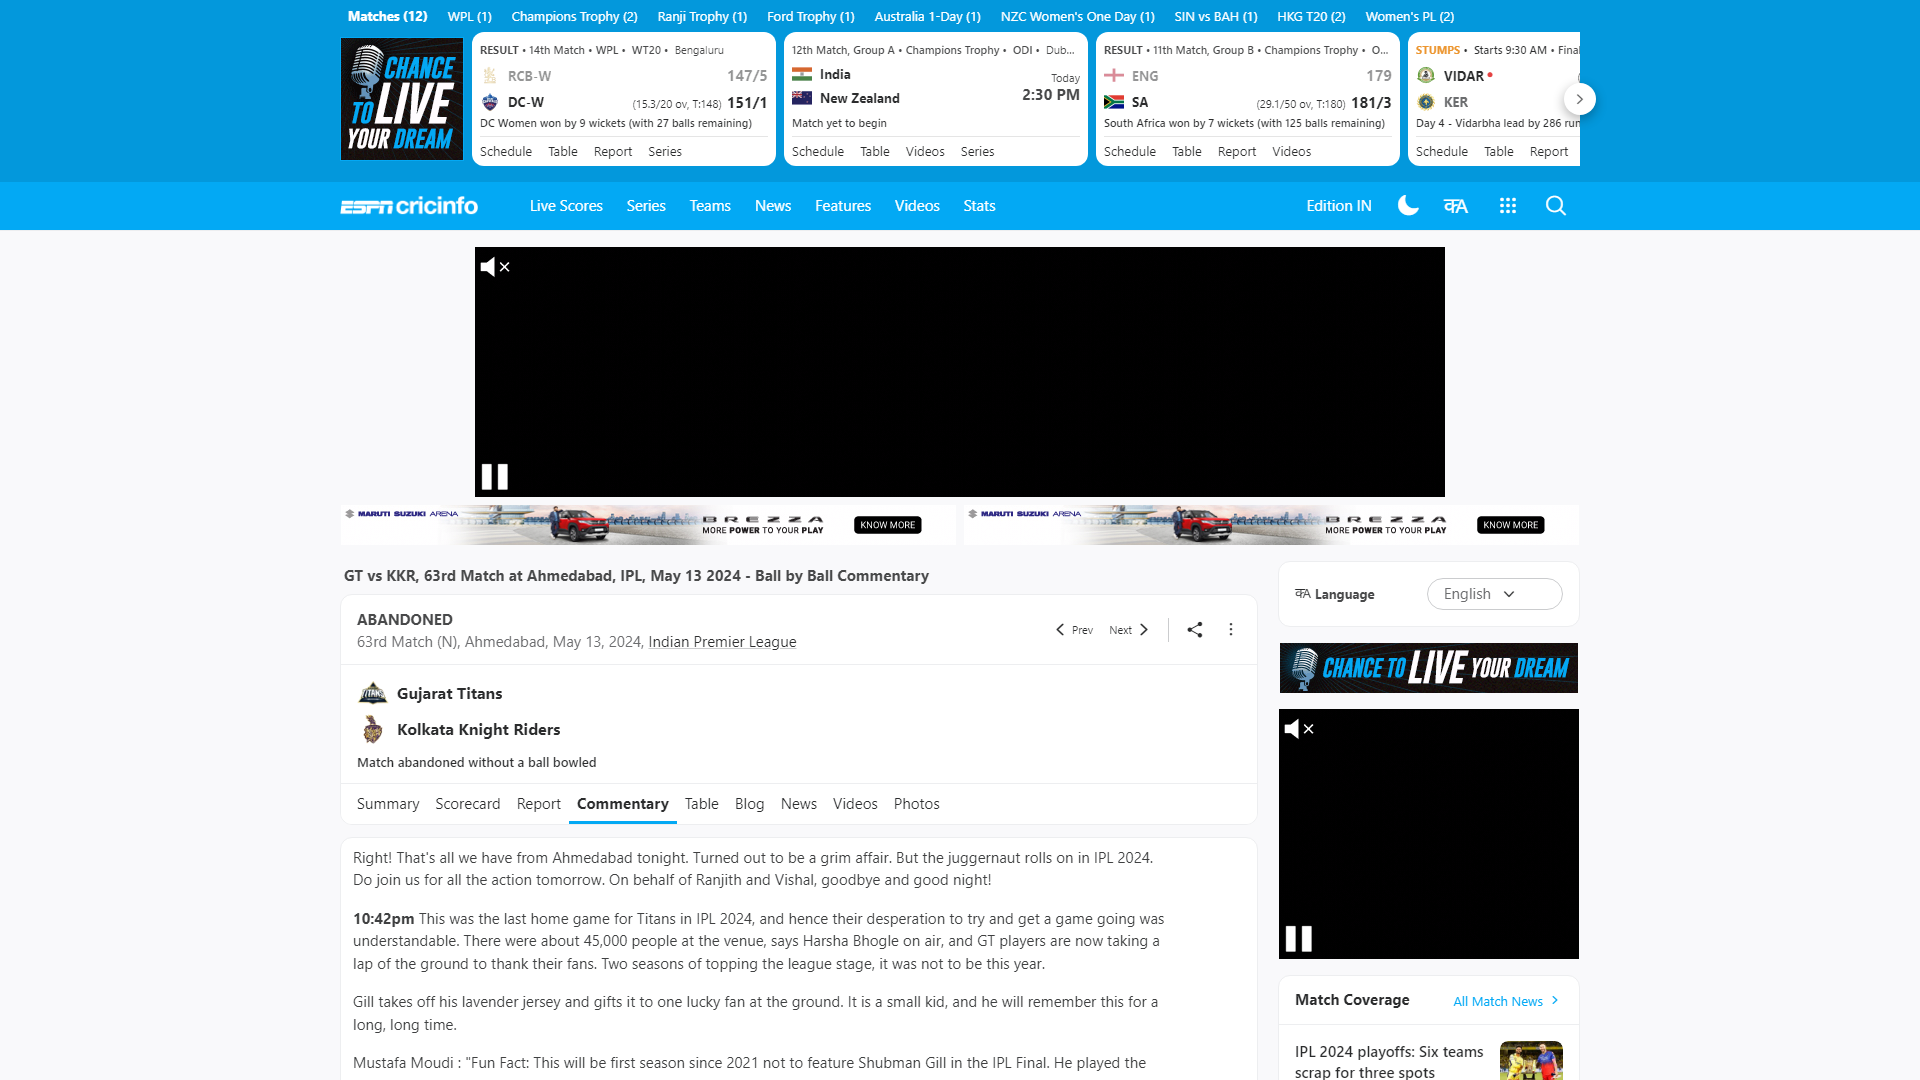 Matches (12) WPL (1) Champions Trophy (2) Ranji Trophy (1) Ford Trophy (1) Australia 1-Day (1) NZC Women's One Day (1) SIN vs BAH (1) HKG T20 (2) Women's PL (2)
CHANCE
TO LIVE
YOUR DREAM
RESULT • 14th Match • WPL • WT20 • Bengaluru
RCB-W 147/5
DC-W (15.3/20 ov, T:148) 151/1
DC Women won by 9 wickets (with 27 balls remaining)
Schedule Table Report Series
12th Match, Group A • Champions Trophy • ODI • Dub...
India
New Zealand
Today
2:30 PM
Match yet to begin
Schedule Table Videos Series
RESULT • 11th Match, Group B • Champions Trophy • O...
ENG 179
SA (29.1/50 ov, T:180) 181/3
South Africa won by 7 wickets (with 125 balls remaining)
Schedule Table Report Videos
STUMPS • Starts 9:30 AM • Final
VIDAR
KER
Day 4 - Vidarbha lead by 286 run
Schedule Table Report
ESPN cricinfo Live Scores Series Teams News Features Videos Stats Edition IN
MARUTI SUZUKI ARENA BREZZA
MORE POWER TO YOUR PLAY KNOW MORE
MARUTI SUZUKI ARENA BREZZA
MORE POWER TO YOUR PLAY KNOW MORE
GT vs KKR, 63rd Match at Ahmedabad, IPL, May 13 2024 - Ball by Ball Commentary
ABANDONED
63rd Match (N), Ahmedabad, May 13, 2024, Indian Premier League
Prev Next
TITANS
Gujarat Titans
Kolkata Knight Riders
Match abandoned without a ball bowled
Summary Scorecard Report Commentary Table Blog News Videos Photos
Right! That's all we have from Ahmedabad tonight. Turned out to be a grim affair. But the juggernaut rolls on in IPL 2024.
Do join us for all the action tomorrow. On behalf of Ranjith and Vishal, goodbye and good night!
10:42pm This was the last home game for Titans in IPL 2024, and hence their desperation to try and get a game going was
understandable. There were about 45,000 people at the venue, says Harsha Bhogle on air, and GT players are now taking a
lap of the ground to thank their fans. Two seasons of topping the league stage, it was not to be this year.
Gill takes off his lavender jersey and gifts it to one lucky fan at the ground. It is a small kid, and he will remember this for a
long, long time.
Mustafa Moudi : "Fun Fact: This will be first season since 2021 not to feature Shubman Gill in the IPL Final. He played the
Language English
CHANCE TO LIVE YOUR DREAM
Match Coverage All Match News
IPL 2024 playoffs: Six teams
scrap for three spots